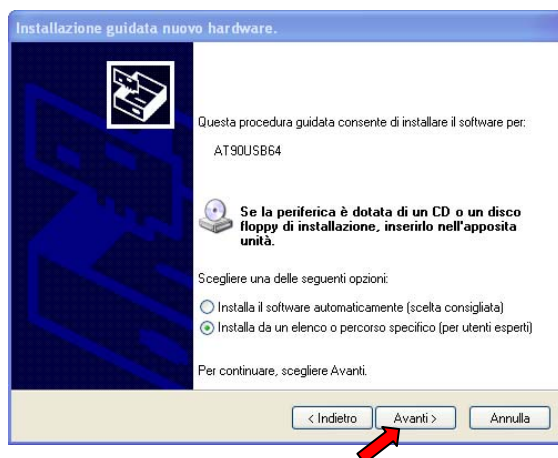 Installazione guidata nuovo hardware.
Questa procedura guidata consente di installare il software per:
AT90USB64
Se la periferica è dotata di un CD o un disco
floppy di installazione, inserirlo nell'apposita
unità.
Scegliere una delle seguenti opzioni:
Installa il software automaticamente (scelta consigliata)
Installa da un elenco o percorso specifico (per utenti esperti)
Per continuare, scegliere Avanti.
< Indietro Avanti > Annulla